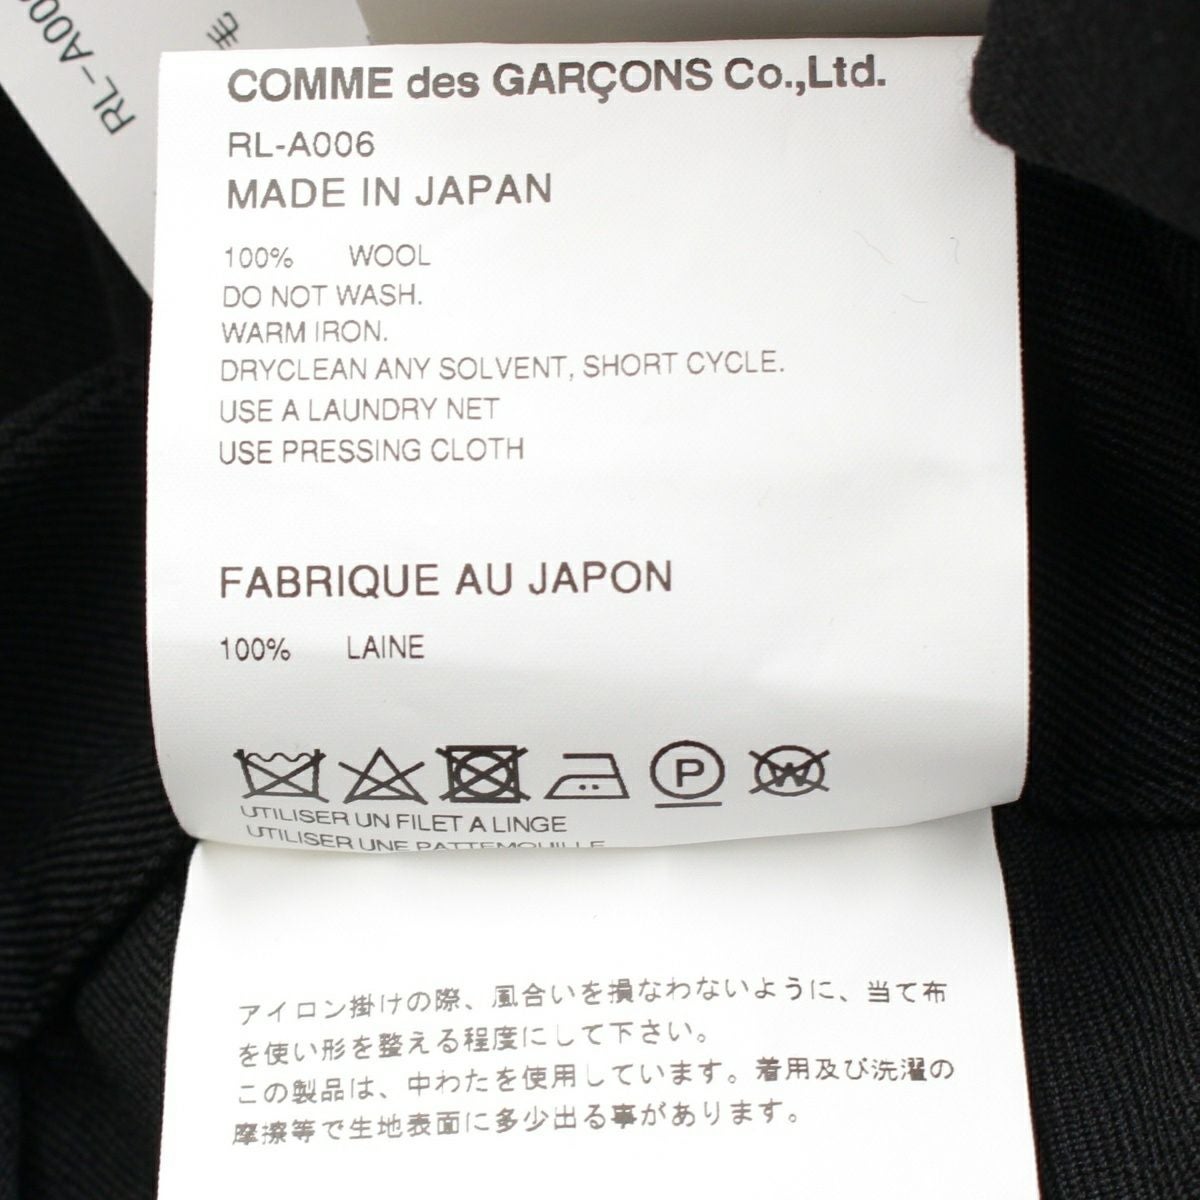 RL-A00
毛
COMME des GARÇONS Co.,Ltd.
RL-A006
MADE IN JAPAN
100% WOOL
DO NOT WASH.
WARM IRON.
DRYCLEAN ANY SOLVENT, SHORT CYCLE.
USE A LAUNDRY NET
USE PRESSING CLOTH
FABRIQUE AU JAPON
100% LAINE
P W
UTILISER UN FILET A LINGE
UTILISER UNE PATTEMOUILLE
アイロン掛けの際、風合いを損なわないように、当て布
を使い形を整える程度にして下さい。
この製品は、中わたを使用しています。着用及び洗濯の
摩擦等で生地表面に多少出る事があります。